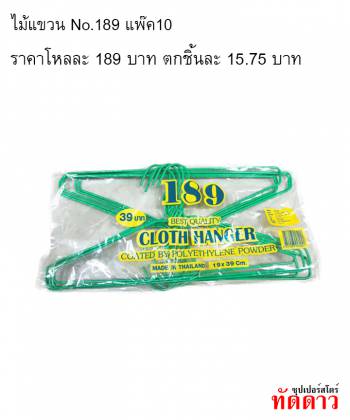 ไม้แขวน No.189 แพ๊ค10
ราคาโหลละ 189 บาท ตกชิ้นละ 15.75 บาท
189
39 บาท
BEST QUALITY
CLOTH HANGER
COATED BY POLYETHYLENE POWDER
MADE IN THAILAND
19 x 39 Cm.
ซุปเปอร์สโตร์
ทัดดาว